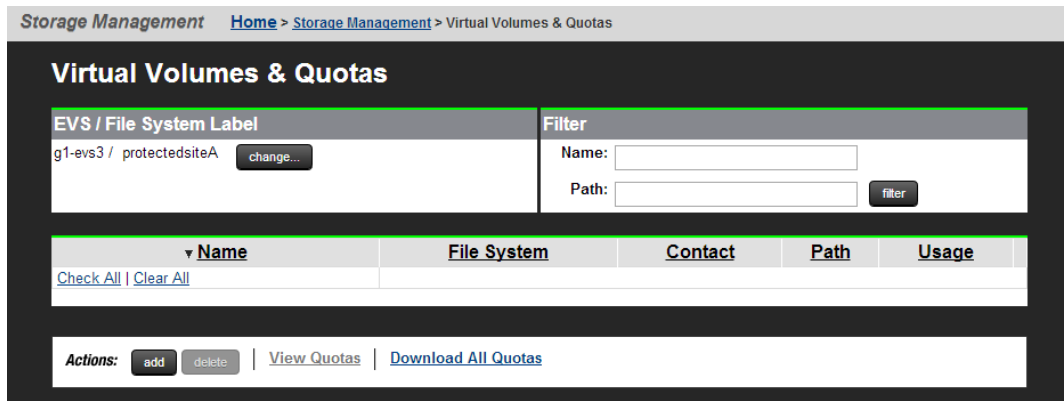 Storage Management Home > Storage Management > Virtual Volumes & Quotas
Virtual Volumes & Quotas
EVS / File System Label
g1-evs3 / protectedsiteA change...
Filter
Name:
Path: filter
▼ Name File System Contact Path Usage
Check All | Clear All
Actions: add delete | View Quotas | Download All Quotas